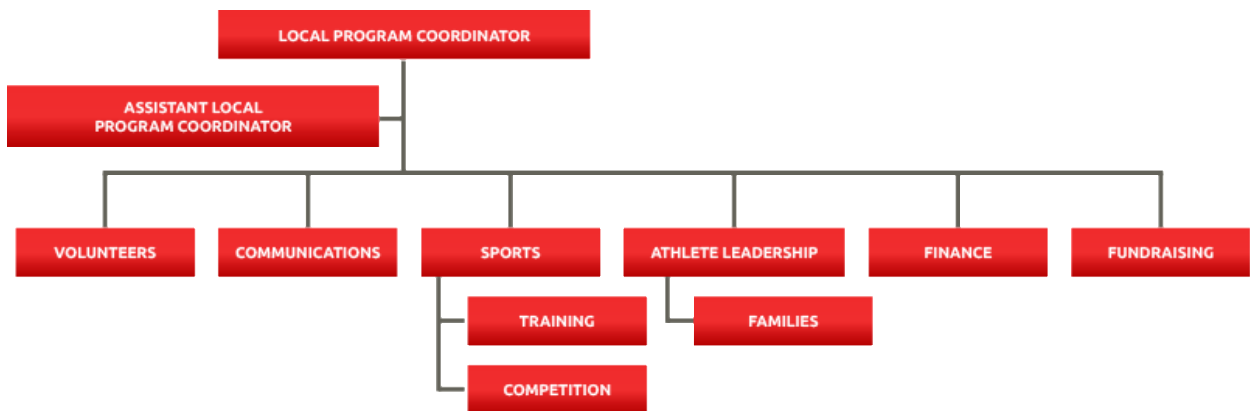 LOCAL PROGRAM COORDINATOR
ASSISTANT LOCAL
PROGRAM COORDINATOR
VOLUNTEERS
COMMUNICATIONS
SPORTS
ATHLETE LEADERSHIP
FINANCE
FUNDRAISING
TRAINING
FAMILIES
COMPETITION